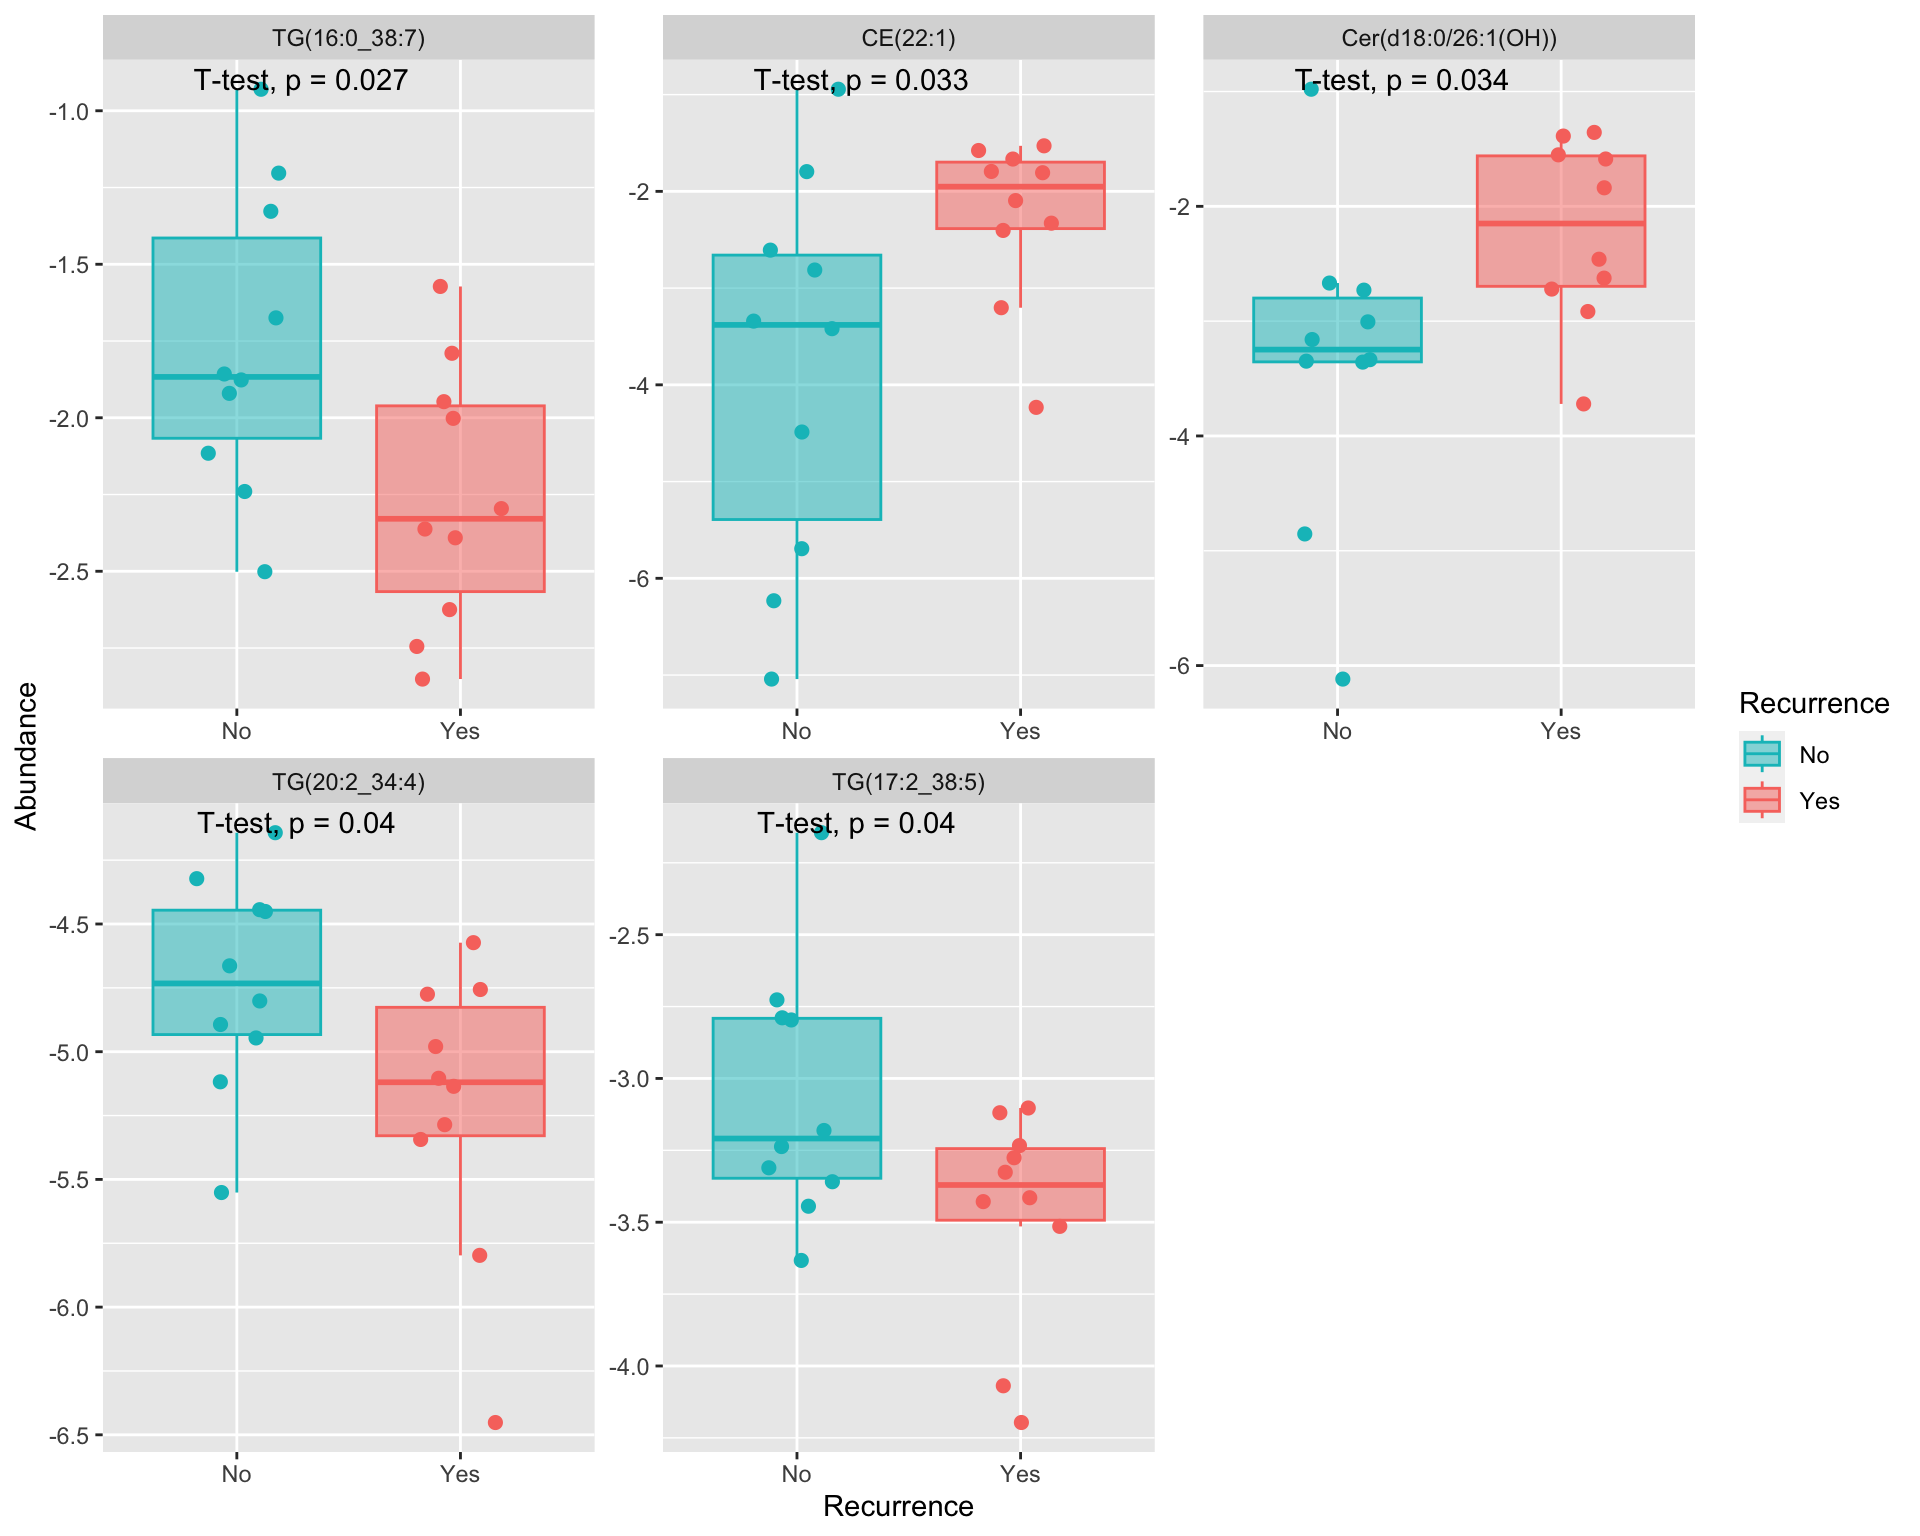 TG(16:0_38:7)
T-test, p = 0.027
-1.0
-1.5
-2.0
-2.5
No Yes
CE(22:1)
T-test, p = 0.033
-2
-4
-6
No Yes
Cer(d18:0/26:1(OH))
T-test, p = 0.034
-2
-4
-6
No Yes
Abundance
TG(20:2_34:4)
T-test, p = 0.04
-4.5
-5.0
-5.5
-6.0
-6.5
No Yes
TG(17:2_38:5)
T-test, p = 0.04
-2.5
-3.0
-3.5
-4.0
No Yes
Recurrence
Recurrence
No
Yes